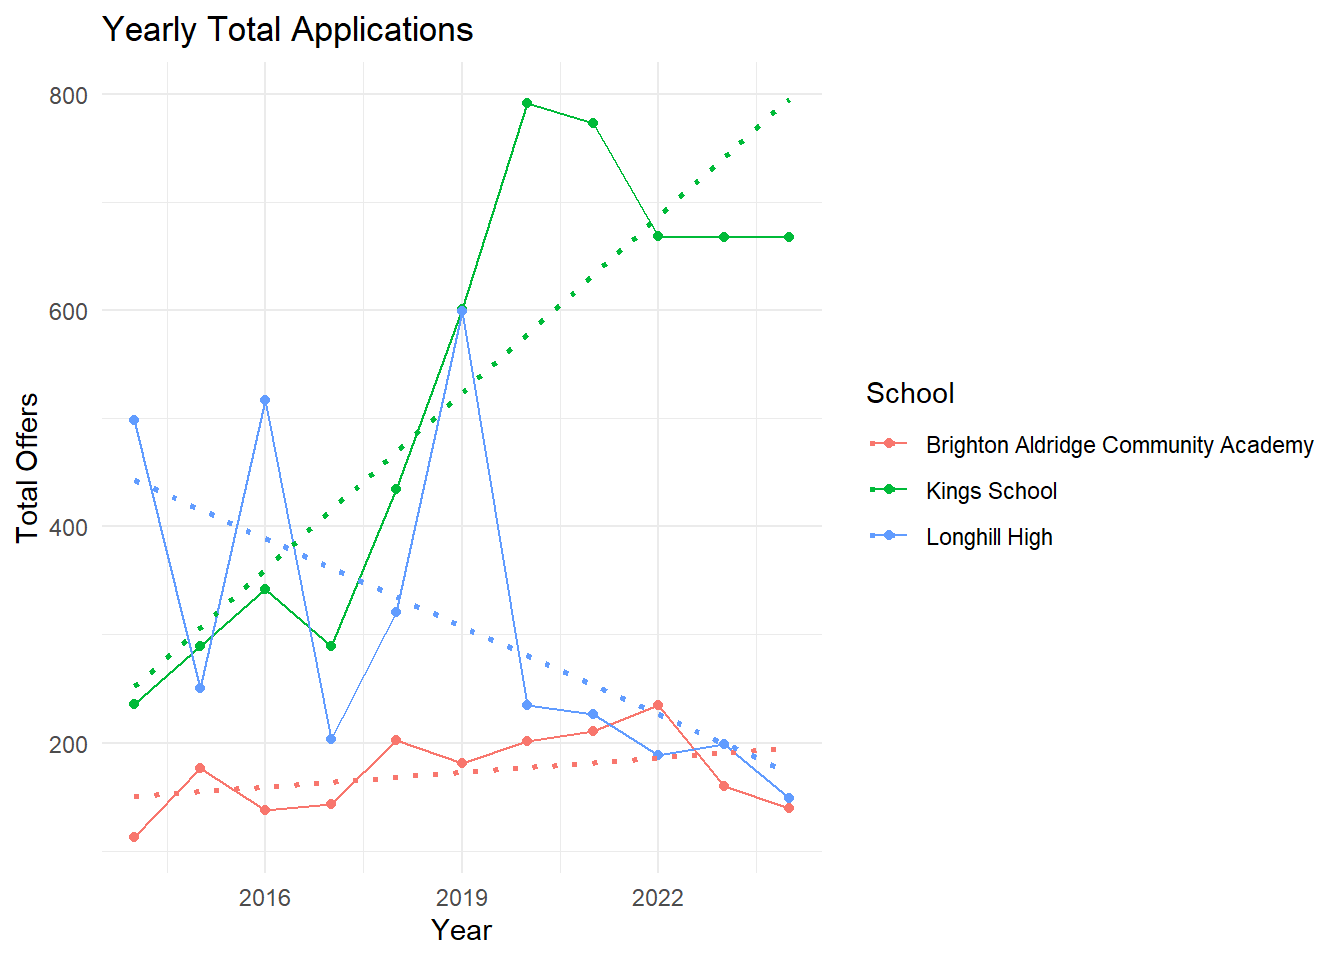 Yearly Total Applications
Total Offers
800
600
400
200
2016 2019 2022
Year
School
Brighton Aldridge Community Academy
Kings School
Longhill High